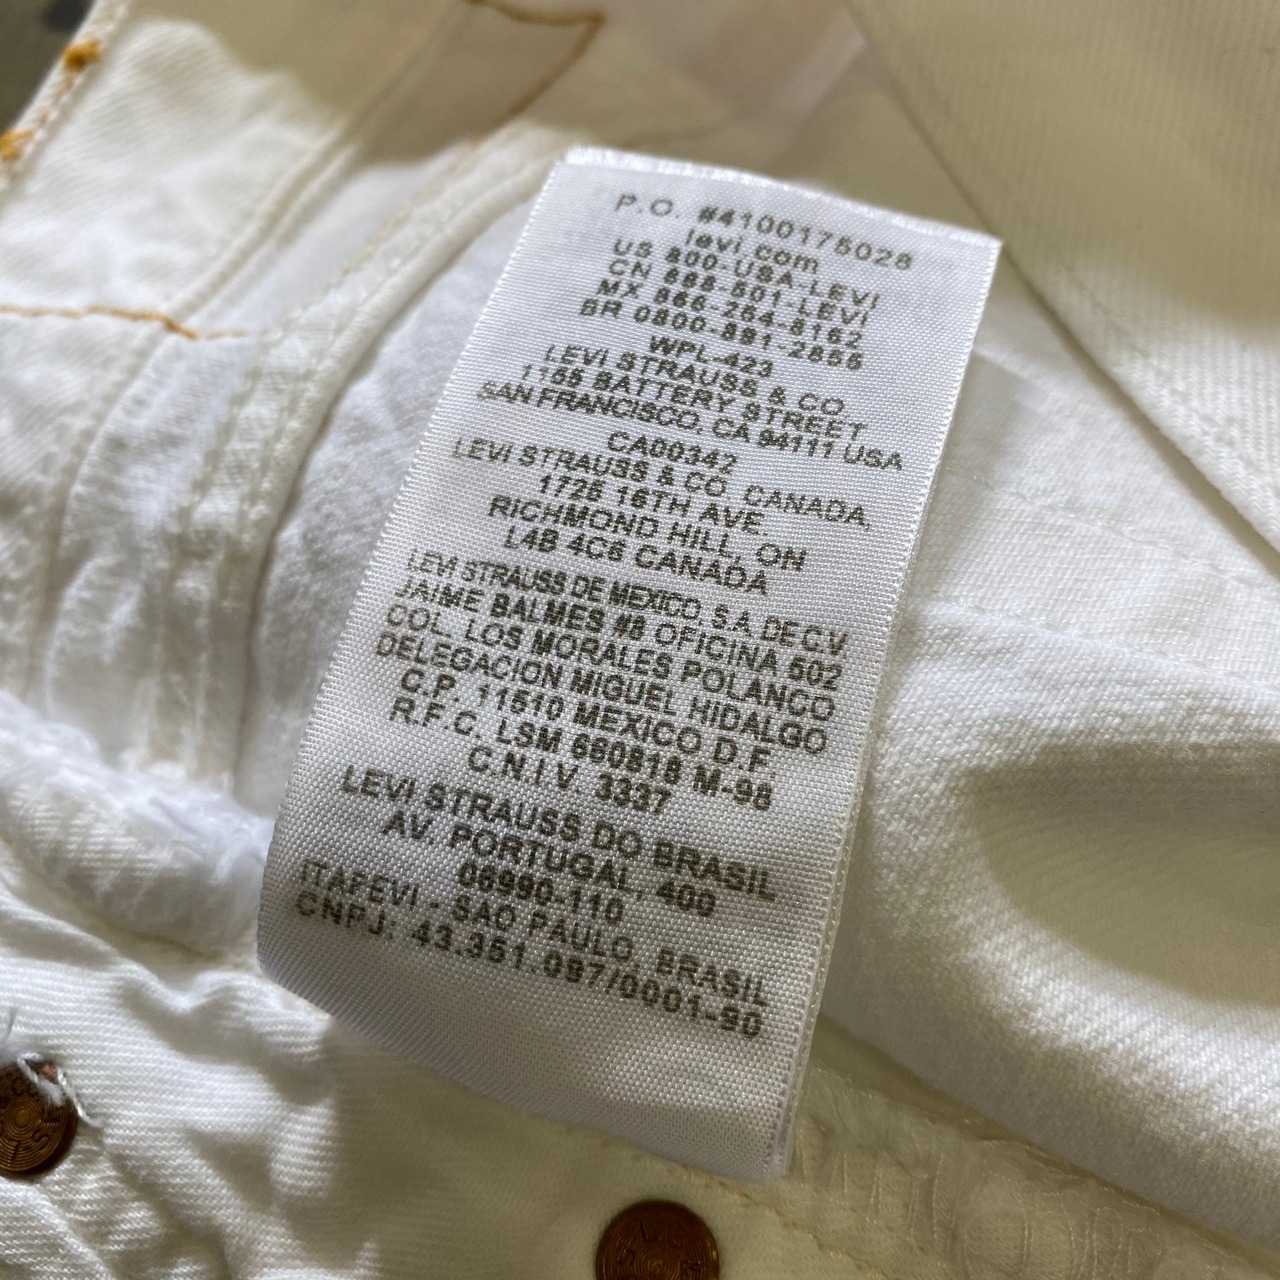 P.O. #4100175028
levi.com
US 800-USA-LEVI
CN 888-501-LEVI
MX 866-264-8162
BR 0800-891-2855
WPL-423
LEVI STRAUSS & CO.
1155 BATTERY STREET
SAN FRANCISCO, CA 94111 USA
CA00342
LEVI STRAUSS & CO. CANADA,
1725 16TH AVE.
RICHMOND HILL, ON
L4B 4C6 CANADA
LEVI STRAUSS DE MEXICO, S.A. DE C.V
JAIME BALMES #8 OFICINA 502
COL. LOS MORALES POLANCO
DELEGACION MIGUEL HIDALGO
C.P. 11510 MEXICO D.F.
R.F.C. LSM 660818 M-98
C.N.I.V. 3337
LEVI STRAUSS DO BRASIL
AV. PORTUGAL, 400
06990-110
ITAPEVI - SAO PAULO, BRASIL
CNPJ: 43.351.097/0001-90